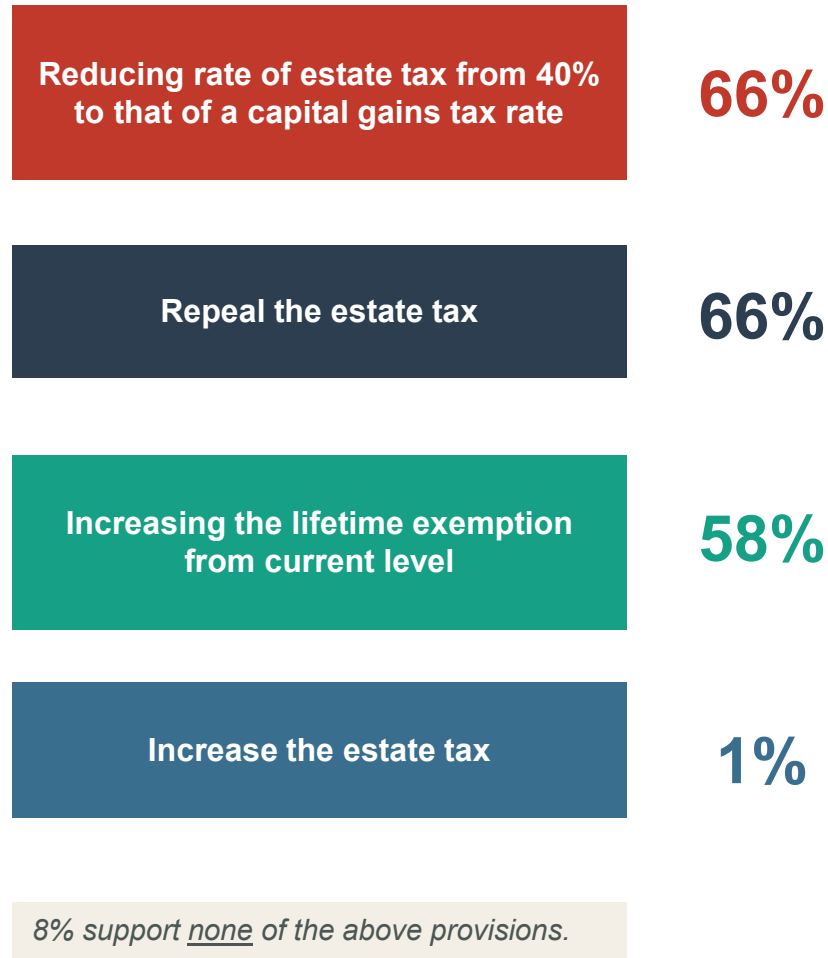 Reducing rate of estate tax from 40%
to that of a capital gains tax rate
66%
Repeal the estate tax
66%
Increasing the lifetime exemption
from current level
58%
Increase the estate tax
1%
8% support none of the above provisions.